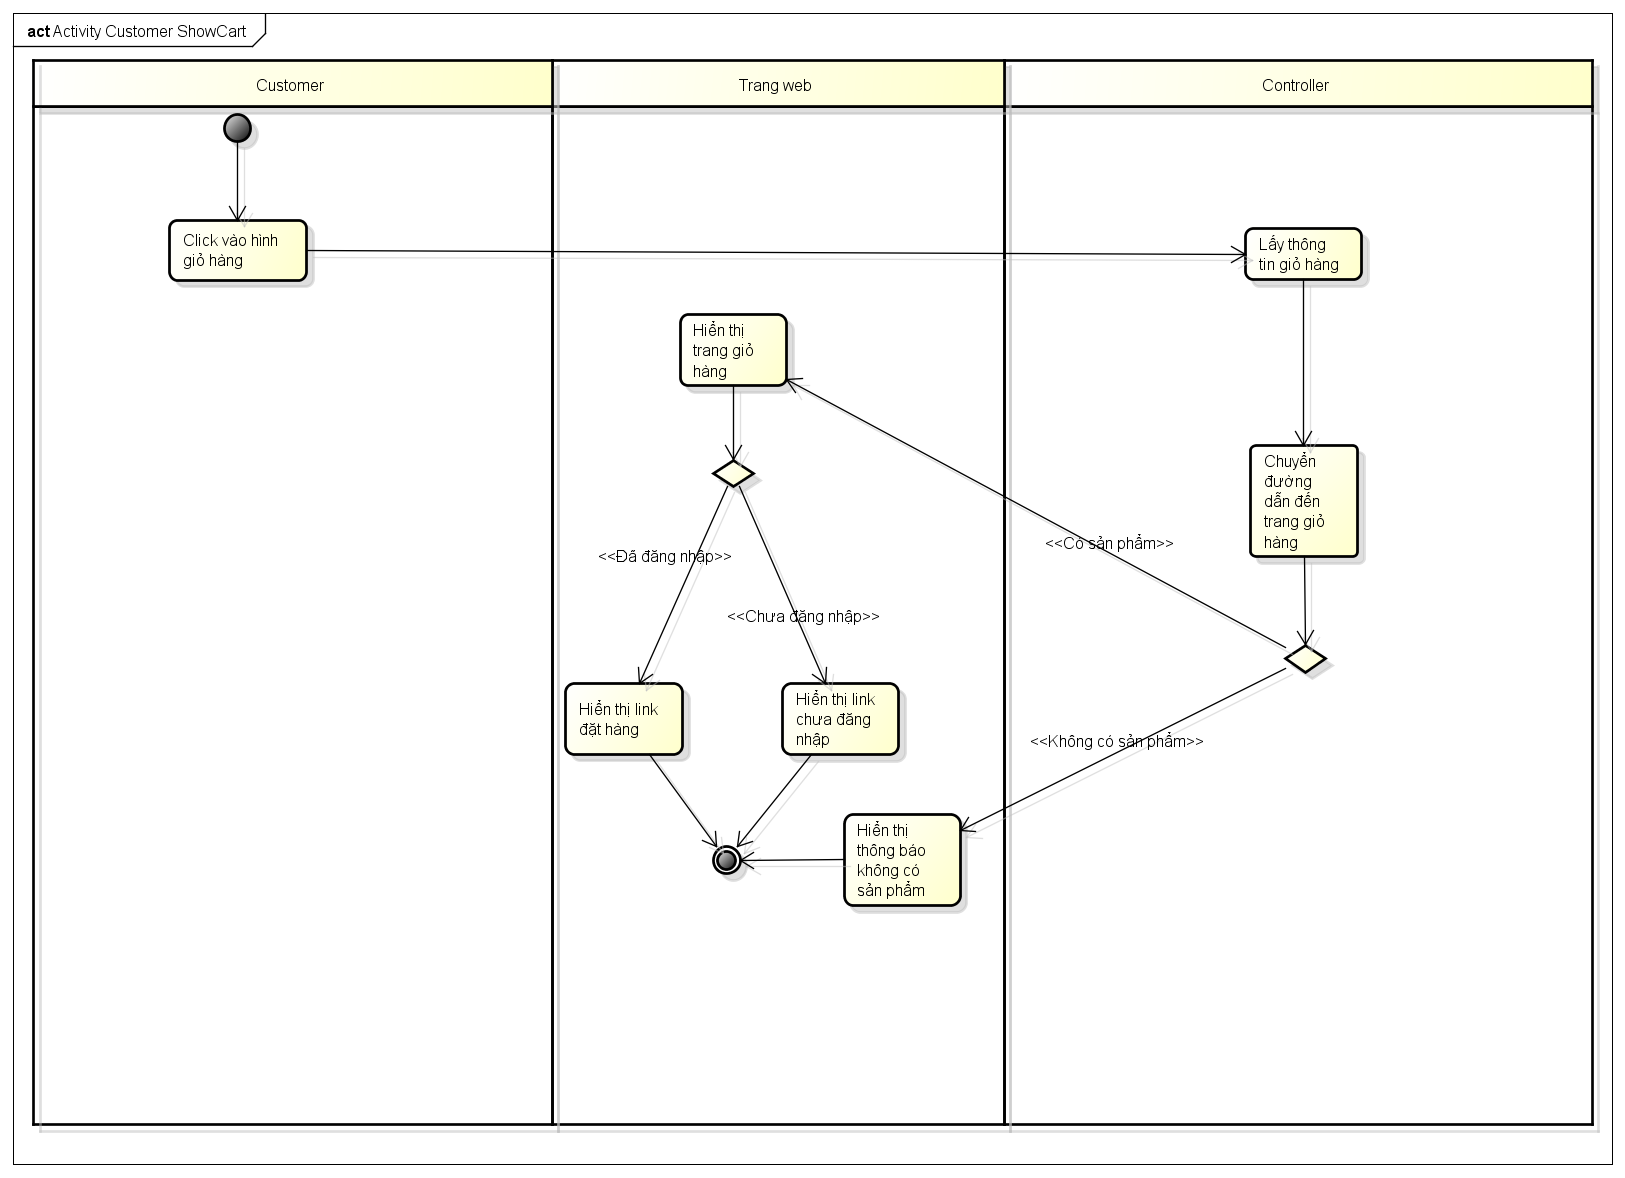 act Activity Customer ShowCart
Customer
Trang web
Controller
Click vào hình
giỏ hàng
Lấy thông
tin giỏ hàng
Hiển thị
trang giỏ
hàng
Chuyển
đường
dẫn đến
trang giỏ
hàng
<<Có sản phẩm>>
<<Đã đăng nhập>>
<<Chưa đăng nhập>>
Hiển thị link
đặt hàng
Hiển thị link
chưa đăng
nhập
<<Không có sản phẩm>>
Hiển thị
thông báo
không có
sản phẩm